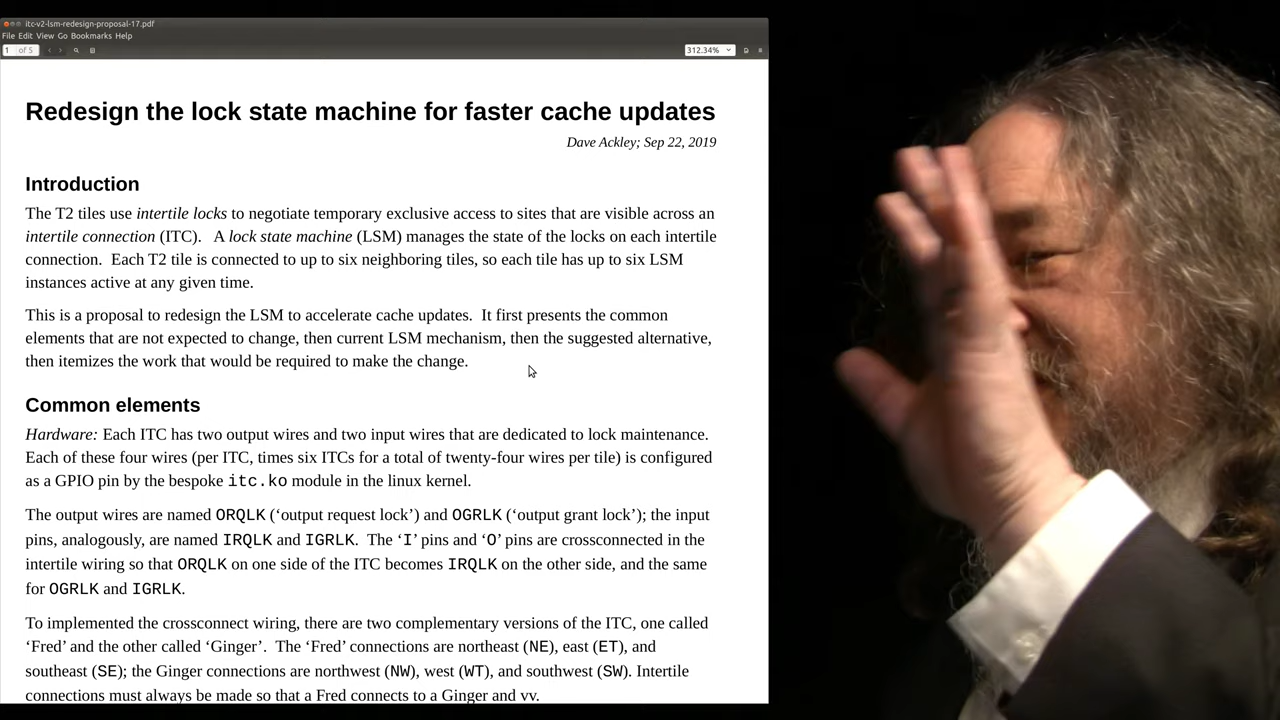 itc-v2-lsm-redesign-proposal-17.pdf
File Edit View Go Bookmarks Help
1 of 5 312.34%
Redesign the lock state machine for faster cache updates
Dave Ackley; Sep 22, 2019
Introduction
The T2 tiles use intertile locks to negotiate temporary exclusive access to sites that are visible across an
intertile connection (ITC). A lock state machine (LSM) manages the state of the locks on each intertile
connection. Each T2 tile is connected to up to six neighboring tiles, so each tile has up to six LSM
instances active at any given time.
This is a proposal to redesign the LSM to accelerate cache updates. It first presents the common
elements that are not expected to change, then current LSM mechanism, then the suggested alternative,
then itemizes the work that would be required to make the change.
Common elements
Hardware: Each ITC has two output wires and two input wires that are dedicated to lock maintenance.
Each of these four wires (per ITC, times six ITCs for a total of twenty-four wires per tile) is configured
as a GPIO pin by the bespoke itc.ko module in the linux kernel.
The output wires are named ORQLK (‘output request lock’) and OGRLK (‘output grant lock’); the input
pins, analogously, are named IRQLK and IGRLK. The ‘I’ pins and ‘O’ pins are crossconnected in the
intertile wiring so that ORQLK on one side of the ITC becomes IRQLK on the other side, and the same
for OGRLK and IGRLK.
To implemented the crossconnect wiring, there are two complementary versions of the ITC, one called
‘Fred’ and the other called ‘Ginger’. The ‘Fred’ connections are northeast (NE), east (ET), and
southeast (SE); the Ginger connections are northwest (NW), west (WT), and southwest (SW). Intertile
connections must always be made so that a Fred connects to a Ginger and vv.